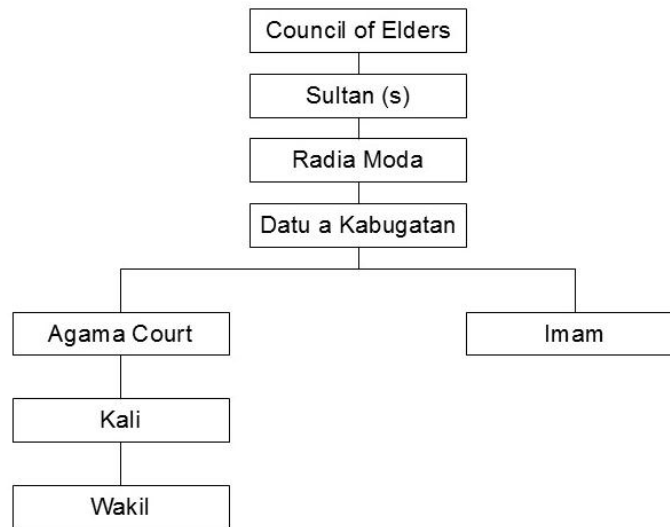 Council of Elders
Sultan (s)
Radia Moda
Datu a Kabugatan
Agama Court
Imam
Kali
Wakil